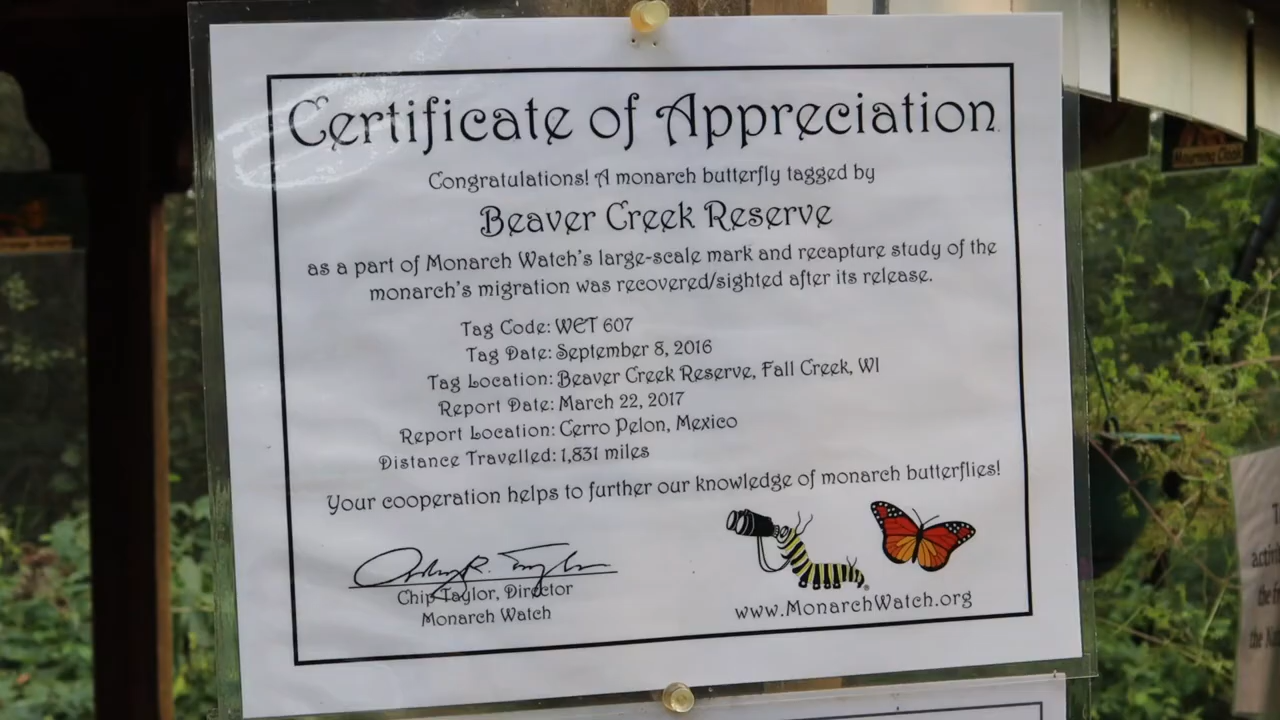 Certificate of Appreciation
Congratulations! A monarch butterfly tagged by
Beaver Creek Reserve
as a part of Monarch Watch's large-scale mark and recapture study of the
monarch's migration was recovered/sighted after its release.
Tag Code: WCT 607
Tag Date: September 8, 2016
Tag Location: Beaver Creek Reserve, Fall Creek, WI
Report Date: March 22, 2017
Report Location: Cerro Pelon, Mexico
Distance Travelled: 1,831 miles
Your cooperation helps to further our knowledge of monarch butterflies!
Chip Taylor, Director
Monarch Watch
www.MonarchWatch.org
Mourning Cloak
the